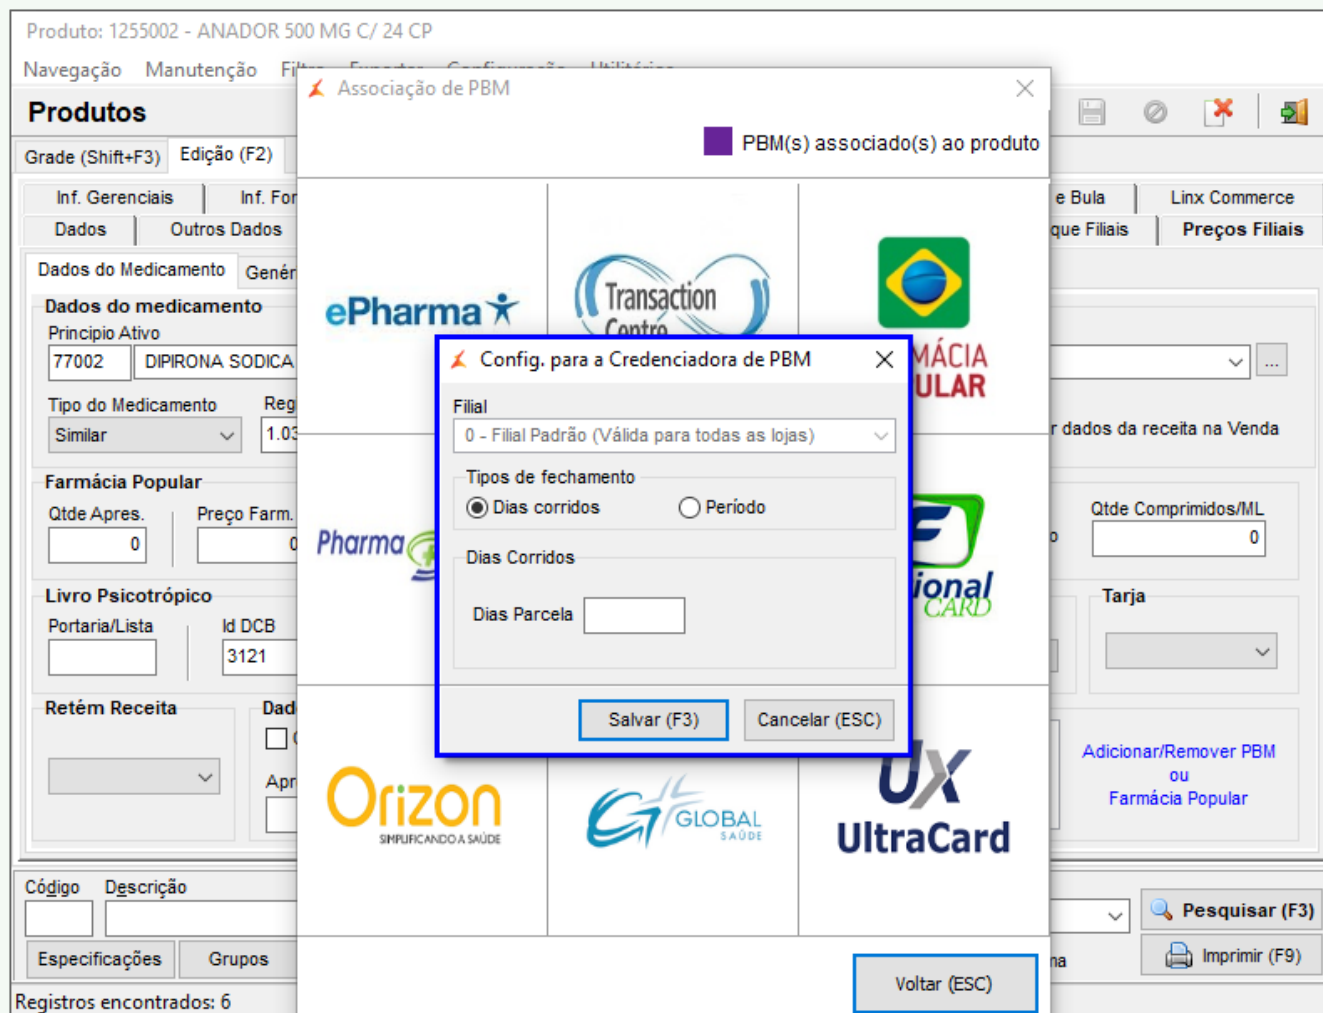 Produto: 1255002 - ANADOR 500 MG C/ 24 CP
Navegação Manutenção
Associação de PBM
Produtos
PBM(s) associado(s) ao produto
Grade (Shift+F3) Edição (F2)
Inf. Gerenciais Inf. For e Bula Linx Commerce
Dados Outros Dados que Filiais Preços Filiais
Dados do Medicamento Genér
ePharma
Transaction
Centro
Dados do medicamento
Principio Ativo
77002 DIPIRONA SODICA
...
MÁCIA
ULAR
Config. para a Credenciadora de PBM
Filial
0 - Filial Padrão (Válida para todas as lojas)
Tipo do Medicamento Reg
Similar 1.03
r dados da receita na Venda
Tipos de fechamento
Dias corridos Período
Farmácia Popular
Qtde Apres. Preço Farm.
0 0
Qtde Comprimidos/ML
0
o
Pharma
ional
CARD
Dias Corridos
Dias Parcela
Livro Psicotrópico
Portaria/Lista Id DCB
3121
Tarja
Retém Receita Dad
Salvar (F3) Cancelar (ESC)
Apr
Adicionar/Remover PBM
ou
Farmácia Popular
Orizon
SIMPLIFICANDO A SAÚDE
GLOBAL
SAÚDE
UX
UltraCard
Código Descrição
Pesquisar (F3)
Especificações Grupos
na
Imprimir (F9)
Voltar (ESC)
Registros encontrados: 6